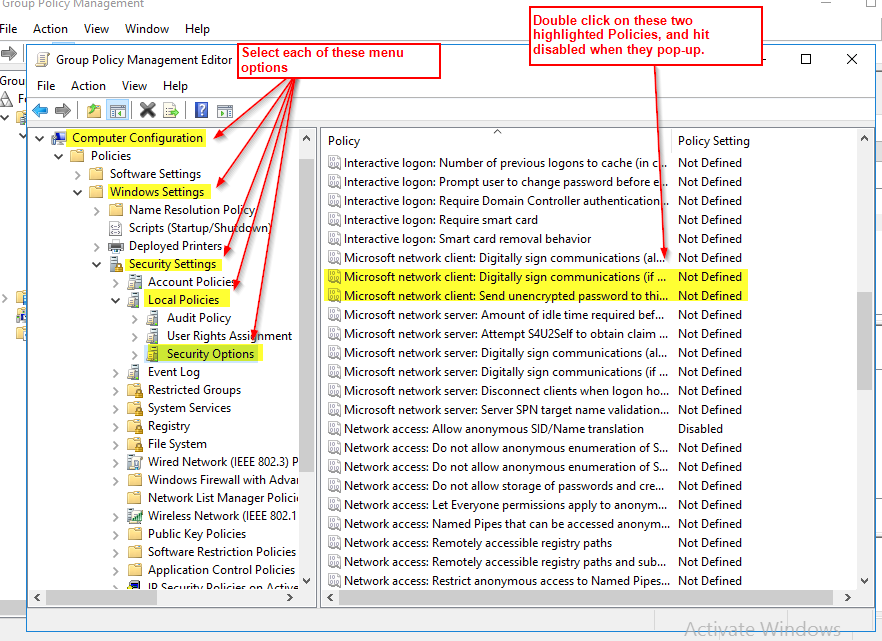 Group Policy Management
File Action View Window Help
Select each of these menu
options
Double click on these two
highlighted Policies, and hit
disabled when they pop-up.
Group Policy Management Editor
File Action View Help
Grou
Computer Configuration
Policies
Software Settings
Windows Settings
Name Resolution Policy
Scripts (Startup/Shutdown)
Deployed Printers
Security Settings
Account Policies
Local Policies
Audit Policy
User Rights Assignment
Security Options
Event Log
Restricted Groups
System Services
Registry
File System
Wired Network (IEEE 802.3) P
Windows Firewall with Advan
Network List Manager Policie
Wireless Network (IEEE 802.1
Public Key Policies
Software Restriction Policies
Application Control Policies
IP Security Policies on Active
Policy Policy Setting
Interactive logon: Number of previous logons to cache (in c... Not Defined
Interactive logon: Prompt user to change password before e... Not Defined
Interactive logon: Require Domain Controller authentication... Not Defined
Interactive logon: Require smart card Not Defined
Interactive logon: Smart card removal behavior Not Defined
Microsoft network client: Digitally sign communications (al... Not Defined
Microsoft network client: Digitally sign communications (if ... Not Defined
Microsoft network client: Send unencrypted password to thi... Not Defined
Microsoft network server: Amount of idle time required bef... Not Defined
Microsoft network server: Attempt S4U2Self to obtain claim ... Not Defined
Microsoft network server: Digitally sign communications (al... Not Defined
Microsoft network server: Digitally sign communications (if ... Not Defined
Microsoft network server: Disconnect clients when logon ho... Not Defined
Microsoft network server: Server SPN target name validation... Not Defined
Network access: Allow anonymous SID/Name translation Disabled
Network access: Do not allow anonymous enumeration of S... Not Defined
Network access: Do not allow anonymous enumeration of S... Not Defined
Network access: Do not allow storage of passwords and cre... Not Defined
Network access: Let Everyone permissions apply to anonym... Not Defined
Network access: Named Pipes that can be accessed anonym... Not Defined
Network access: Remotely accessible registry paths Not Defined
Network access: Remotely accessible registry paths and sub... Not Defined
Network access: Restrict anonymous access to Named Pipes... Not Defined
Activate Windows